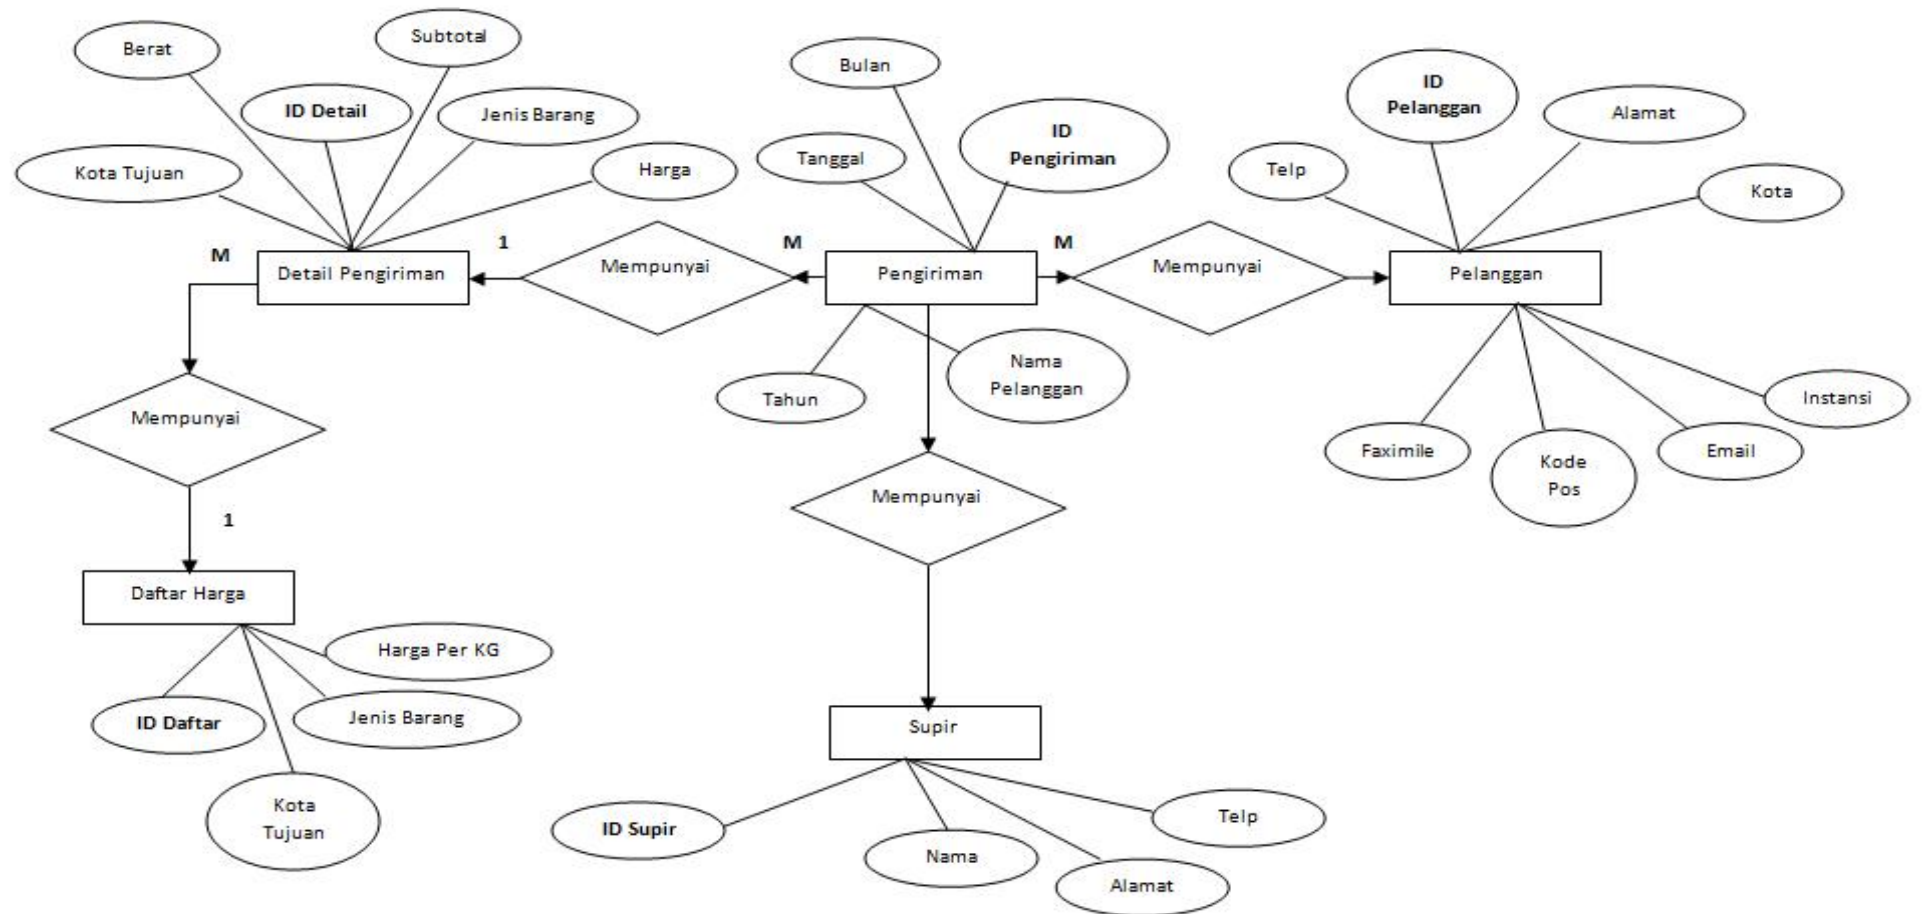 Berat
Subtotal
ID Detail
Jenis Barang
Kota Tujuan
Harga
Bulan
Tanggal
ID
Pengiriman
ID
Pelanggan
Alamat
Telp
Kota
M
Detail Pengiriman
1
Mempunyai
M
Pengiriman
M
Mempunyai
Pelanggan
Tahun
Nama
Pelanggan
Faximile
Kode
Pos
Email
Instansi
Mempunyai
1
Daftar Harga
Harga Per KG
ID Daftar
Jenis Barang
Kota
Tujuan
Mempunyai
Supir
ID Supir
Nama
Alamat
Telp